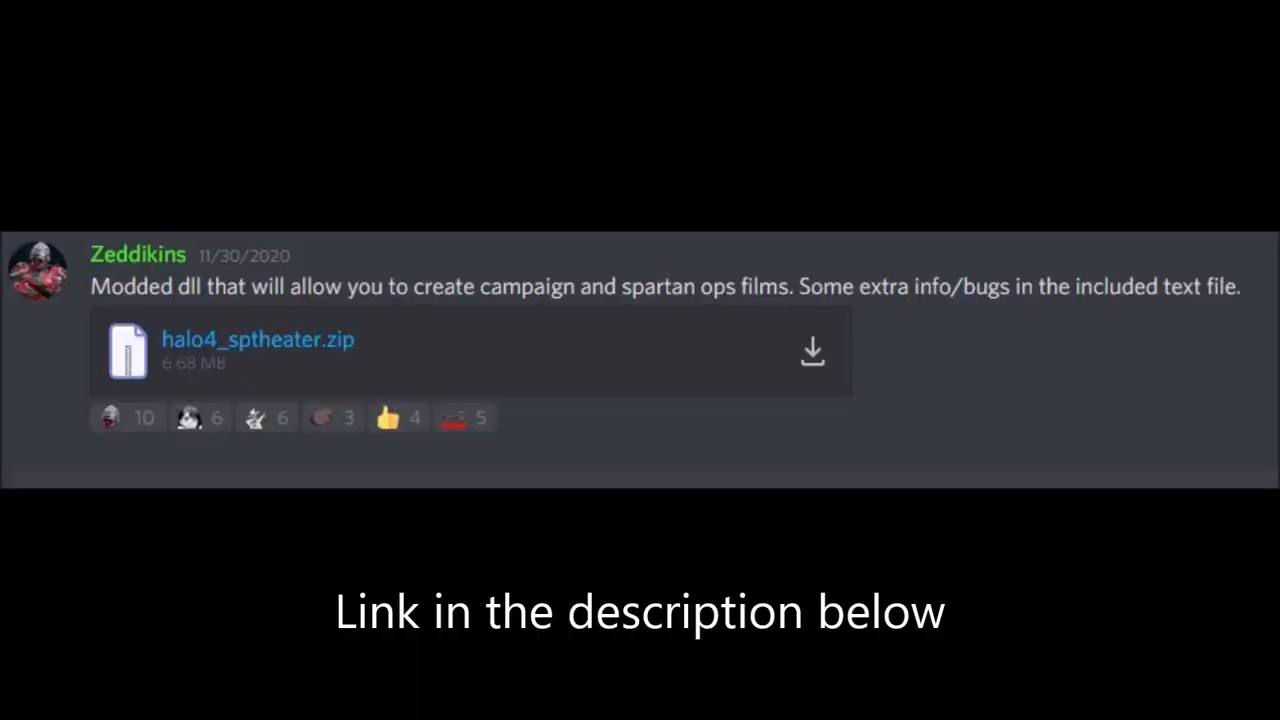 Zeddikins 11/30/2020
Modded dll that will allow you to create campaign and spartan ops films. Some extra info/bugs in the included text file.
halo4_sptheater.zip
6.68 MB
10 6 6 3 4 5
Link in the description below